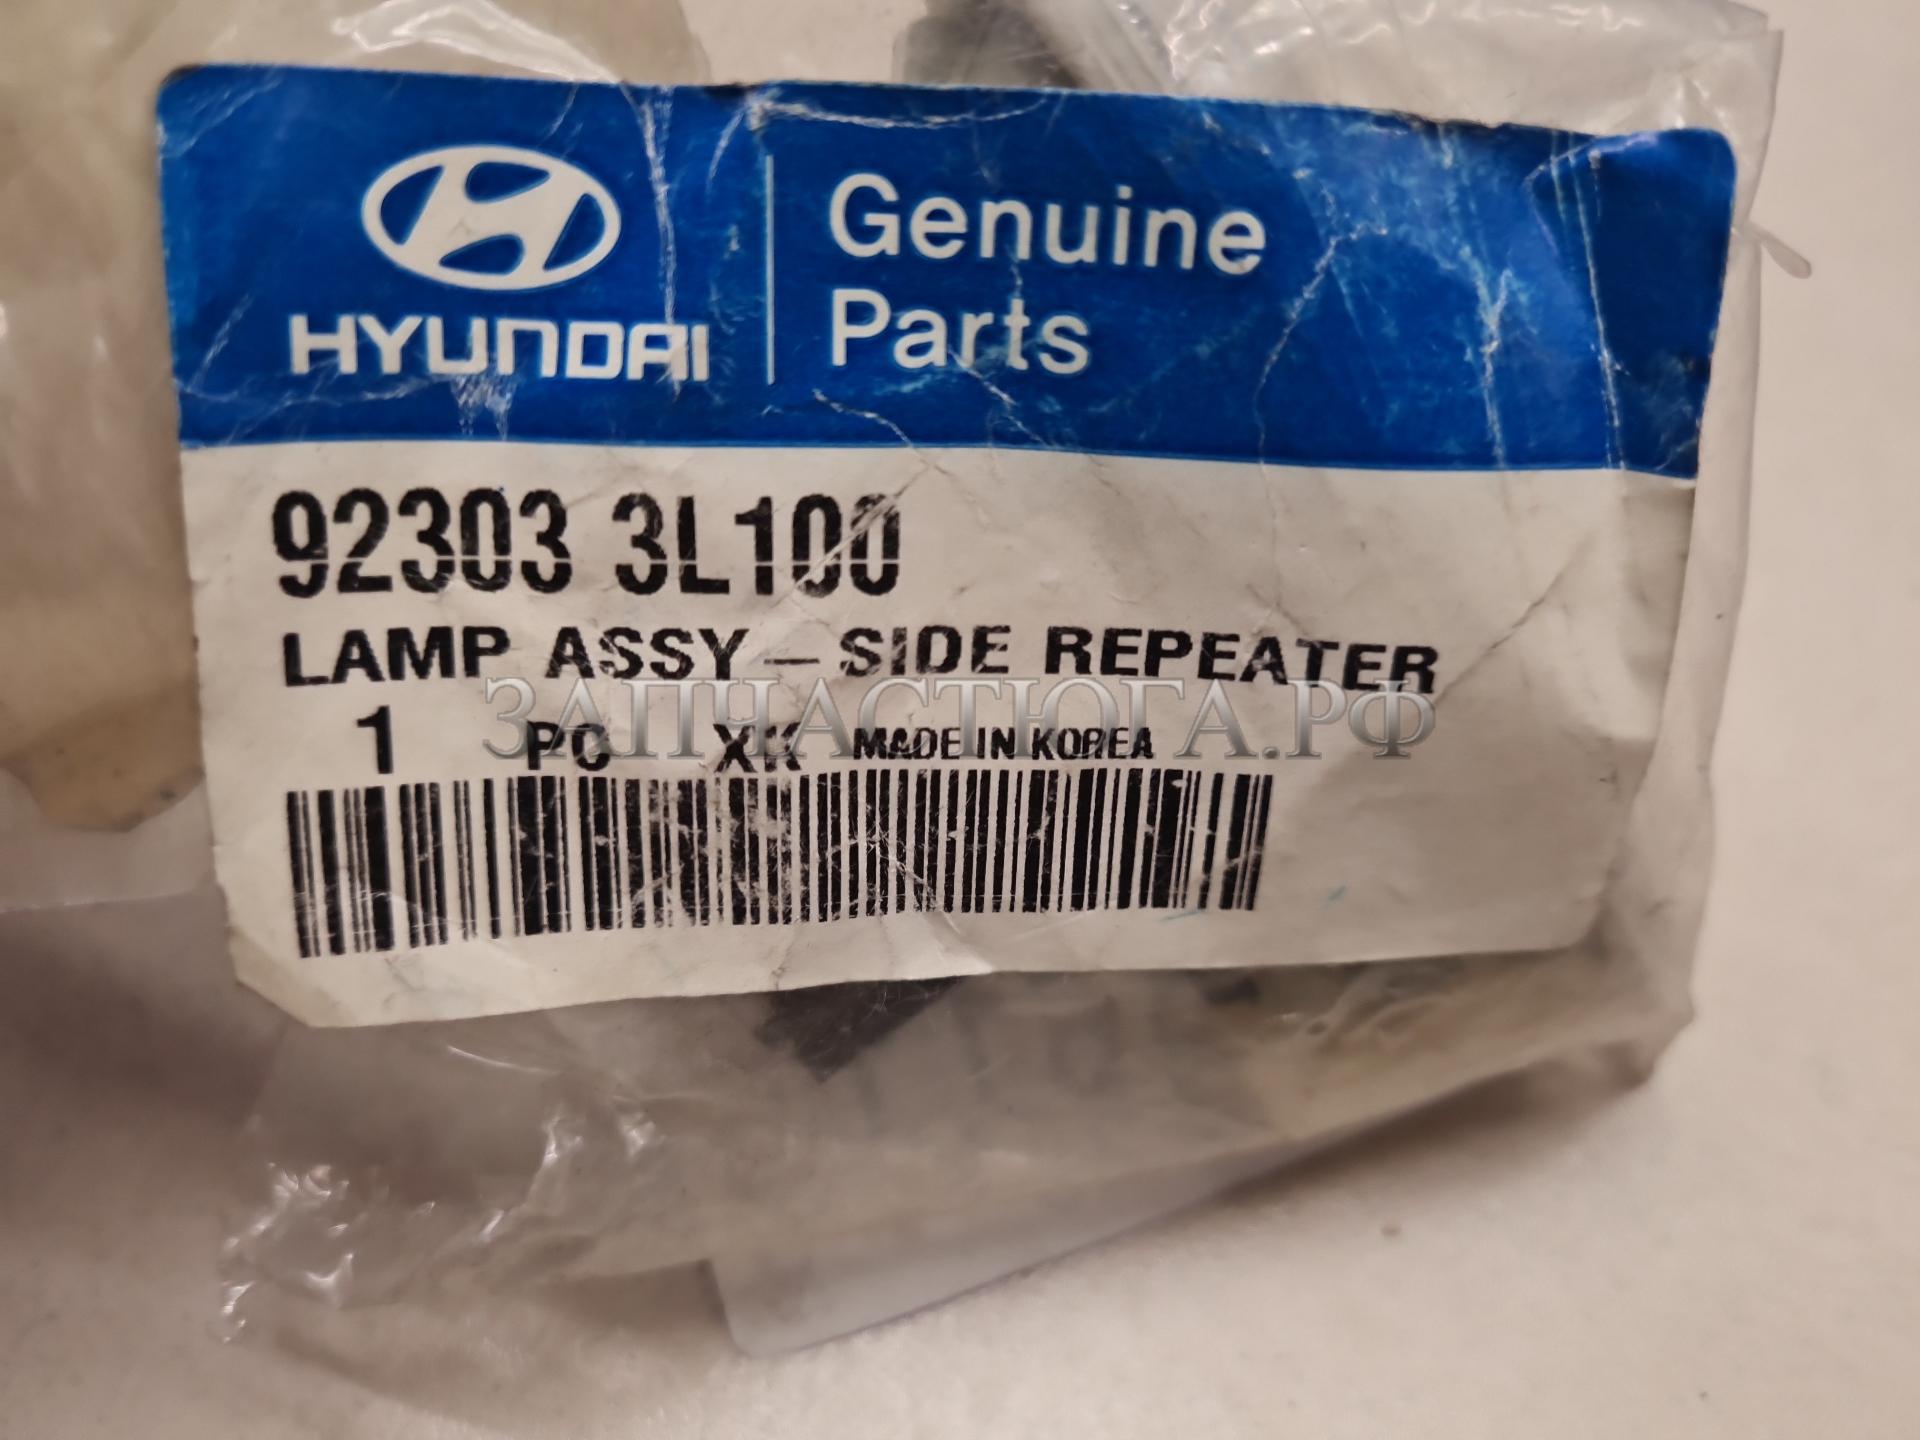 HYUNDAI
Genuine
Parts
92303 3L100
LAMP ASSY – SIDE REPEATER
1 PC XK MADE IN KOREA
ЗАПЧАСТЮГА.РФ